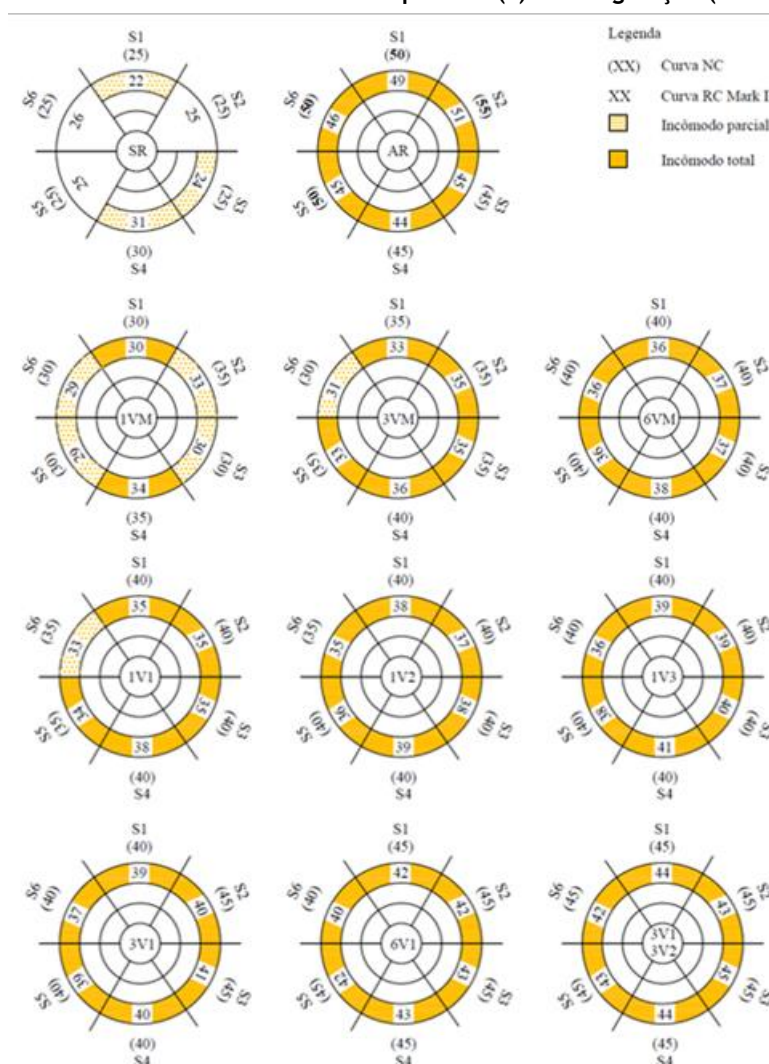 S1
(25)
22
S2
(25)
25
S3
(25)
24
S4
(30)
31
S5
(25)
25
S6
(25)
26
SR
S1
(50)
49
S2
(55)
51
S3
(45)
45
S4
(45)
44
S5
(50)
45
S6
(50)
46
AR
Legenda
(XX) Curva NC
XX Curva RC Mark I
Incômodo parcial
Incômodo total
S1
(30)
30
S2
(35)
33
S3
(30)
30
S4
(35)
34
S5
(30)
29
S6
(30)
29
1VM
S1
(35)
33
S2
(35)
35
S3
(35)
35
S4
(40)
36
S5
(35)
33
S6
(30)
31
3VM
S1
(40)
36
S2
(40)
37
S3
(40)
37
S4
(40)
38
S5
(40)
36
S6
(40)
36
6VM
S1
(40)
35
S2
(40)
35
S3
(40)
35
S4
(40)
38
S5
(35)
34
S6
(35)
33
1V1
S1
(40)
38
S2
(40)
37
S3
(40)
38
S4
(40)
39
S5
(40)
36
S6
(35)
35
1V2
S1
(40)
39
S2
(40)
39
S3
(40)
40
S4
(40)
41
S5
(40)
38
S6
(40)
36
1V3
S1
(40)
39
S2
(45)
40
S3
(45)
41
S4
(40)
40
S5
(40)
39
S6
(40)
37
3V1
S1
(45)
42
S2
(45)
42
S3
(45)
43
S4
(45)
43
S5
(45)
42
S6
(40)
40
6V1
S1
(45)
44
S2
(45)
43
S3
(45)
45
S4
(45)
44
S5
(45)
43
S6
(45)
42
3V1
3V2